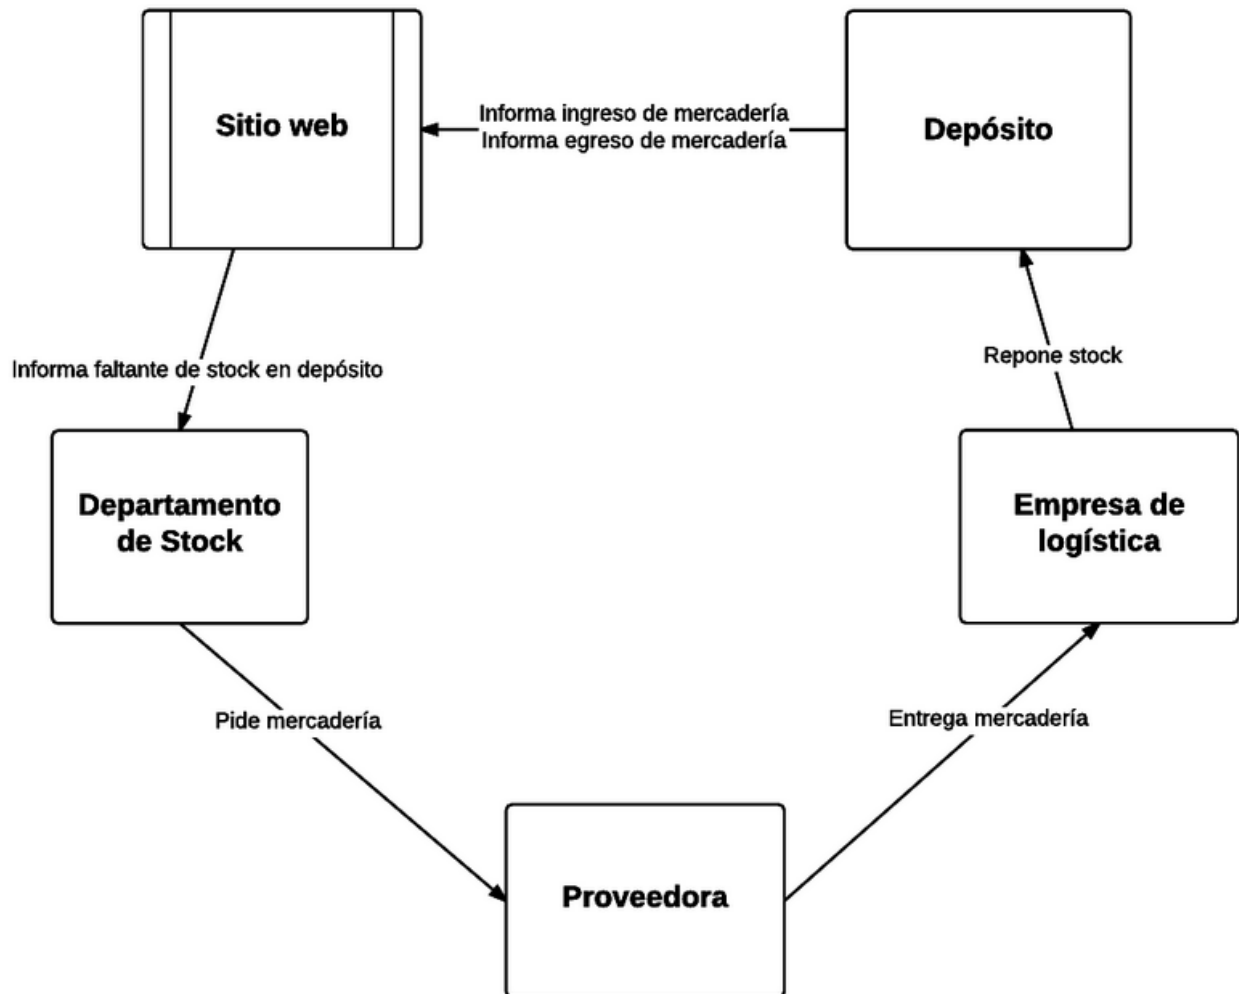 Sitio web
Informa ingreso de mercadería
Informa egreso de mercadería
Depósito
Informa faltante de stock en depósito
Repone stock
Departamento
de Stock
Empresa de
logística
Pide mercadería
Entrega mercadería
Proveedora